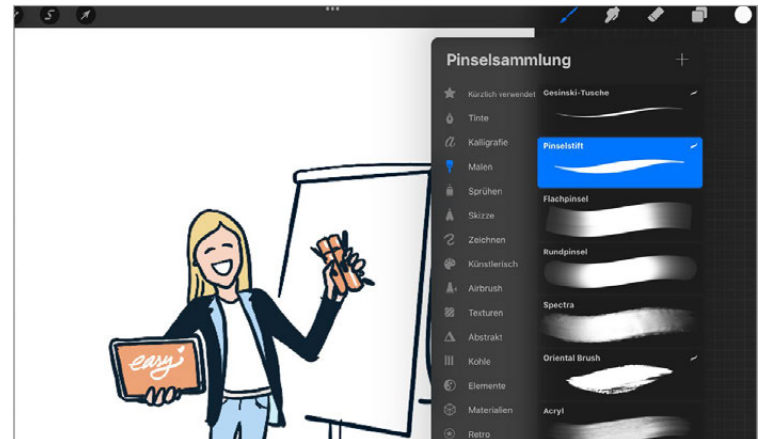 Pinselsammlung
Kürzlich verwendet
Tinte
Kalligrafie
Malen
Sprühen
Skizze
Zeichnen
Künstlerisch
Airbrush
Texturen
Abstrakt
Kohle
Elemente
Materialien
Retro
Gesinski-Tusche
Pinselstift
Flachpinsel
Rundpinsel
Spectra
Oriental Brush
Acryl
easy